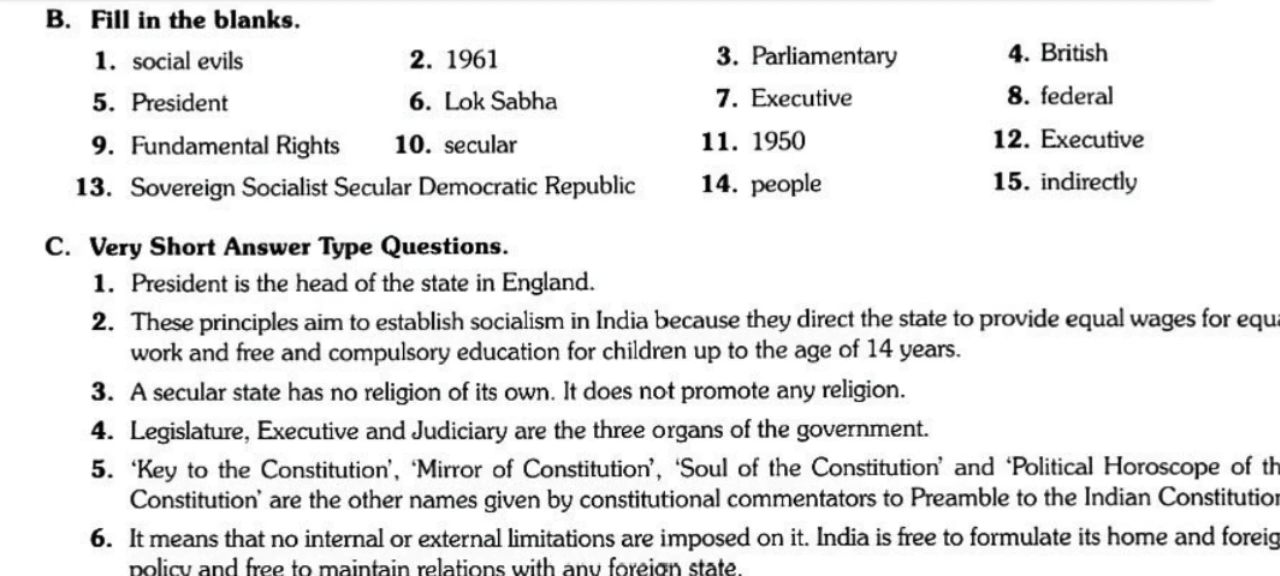 B. Fill in the blanks.
1. social evils 2. 1961 3. Parliamentary 4. British
5. President 6. Lok Sabha 7. Executive 8. federal
9. Fundamental Rights 10. secular 11. 1950 12. Executive
13. Sovereign Socialist Secular Democratic Republic 14. people 15. indirectly
C. Very Short Answer Type Questions.
1. President is the head of the state in England.
2. These principles aim to establish socialism in India because they direct the state to provide equal wages for equa
work and free and compulsory education for children up to the age of 14 years.
3. A secular state has no religion of its own. It does not promote any religion.
4. Legislature, Executive and Judiciary are the three organs of the government.
5. ‘Key to the Constitution’, ‘Mirror of Constitution’, ‘Soul of the Constitution’ and ‘Political Horoscope of th
Constitution’ are the other names given by constitutional commentators to Preamble to the Indian Constitution
6. It means that no internal or external limitations are imposed on it. India is free to formulate its home and foreig
policy and free to maintain relations with any foreign state.